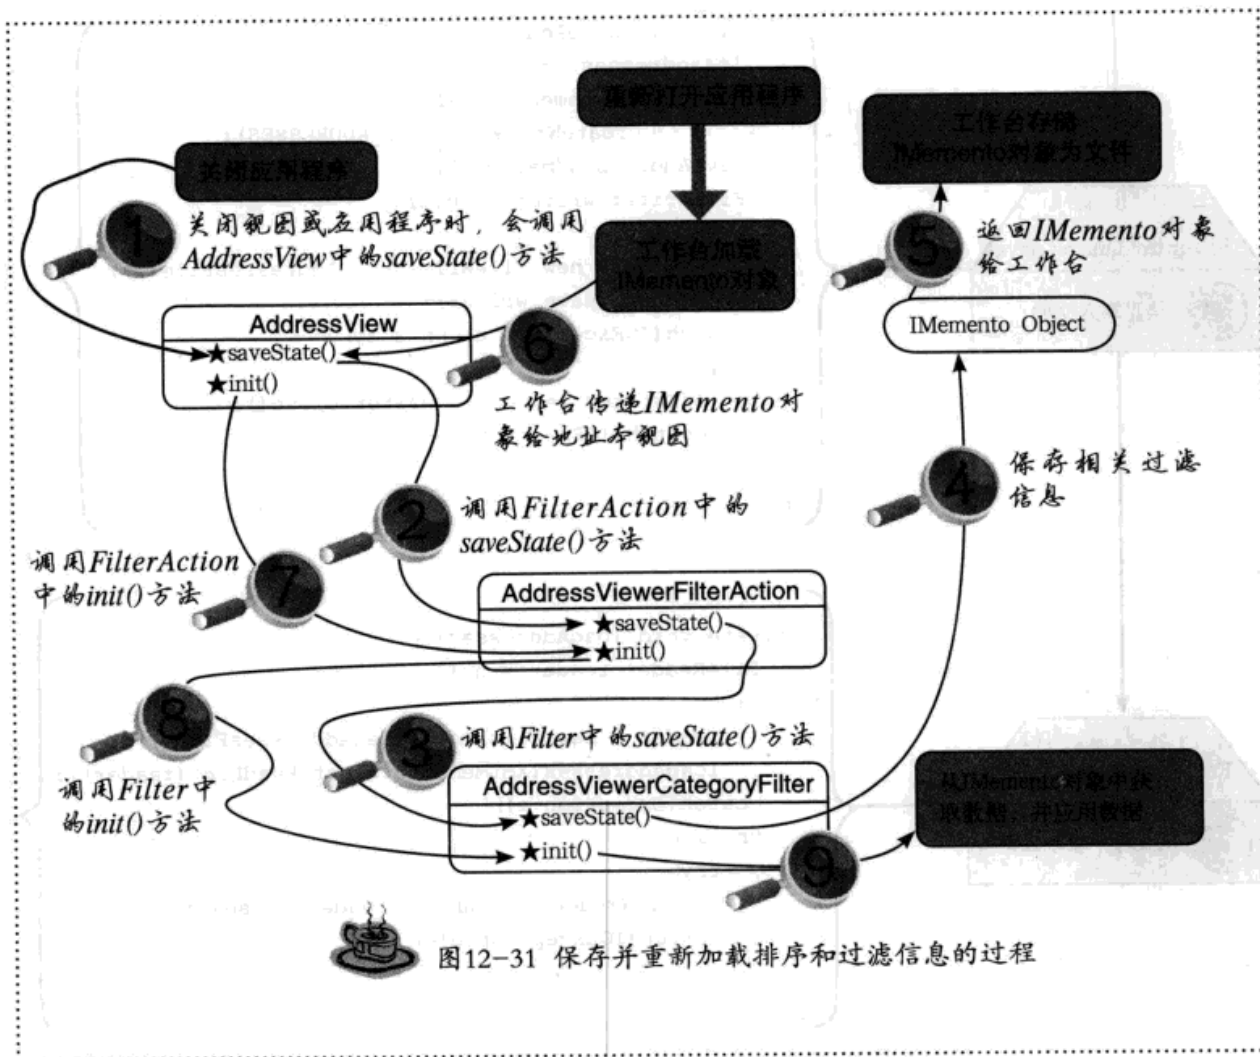 重新打开应用程序
工作台存储
IMemento对象为文件
关闭应用程序
1
关闭视图或应用程序时，会调用
AddressView中的saveState()方法
工作台加载
IMemento对象
5
返回IMemento对象
给工作台
AddressView
★saveState()
★init()
6
IMemento Object
工作台传递IMemento对
象给地址本视图
4
保存相关过滤
信息
2
调用FilterAction中的
saveState()方法
调用FilterAction
中的init()方法
7
AddressViewerFilterAction
★saveState()
★init()
8
3
调用Filter中的saveState()方法
调用Filter中
的init()方法
AddressViewerCategoryFilter
★saveState()
★init()
9
从IMemento对象中获
取数据，并应用数据
图12-31 保存并重新加载排序和过滤信息的过程